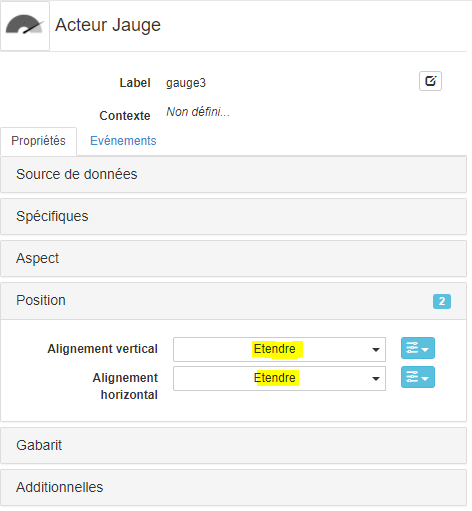 Acteur Jauge
Label gauge3
Contexte Non défini...
Propriétés Evénements
Source de données
Spécifiques
Aspect
Position 2
Alignement vertical Etendre
Alignement horizontal Etendre
Gabarit
Additionnelles